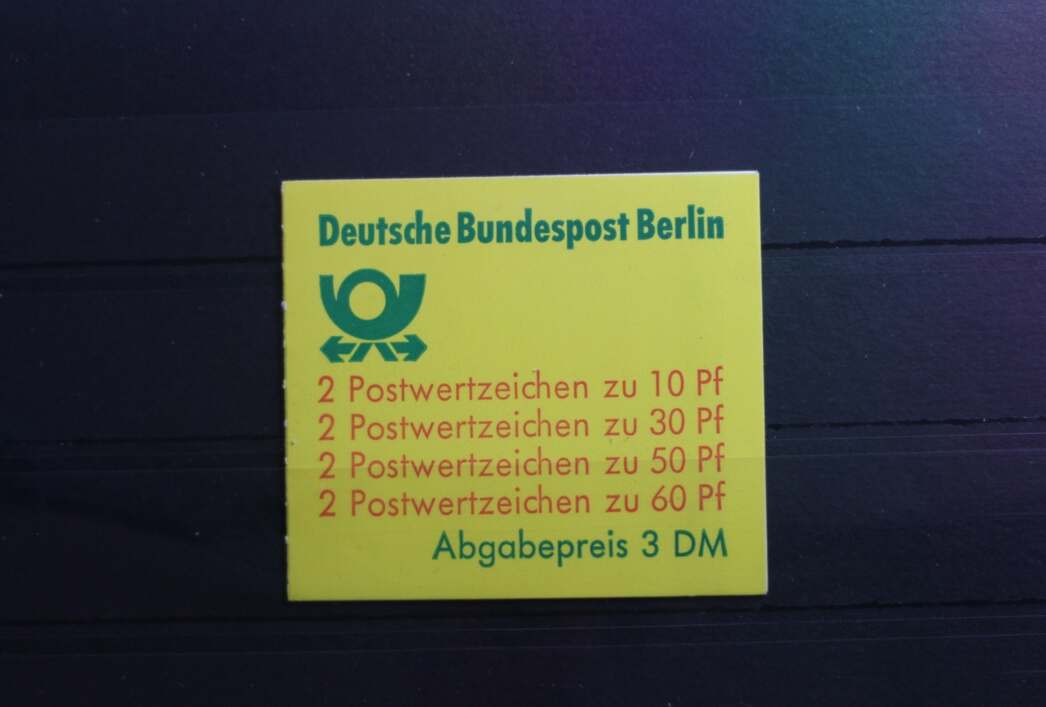 Deutsche Bundespost Berlin
2 Postwertzeichen zu 10 Pf
2 Postwertzeichen zu 30 Pf
2 Postwertzeichen zu 50 Pf
2 Postwertzeichen zu 60 Pf
Abgabepreis 3 DM